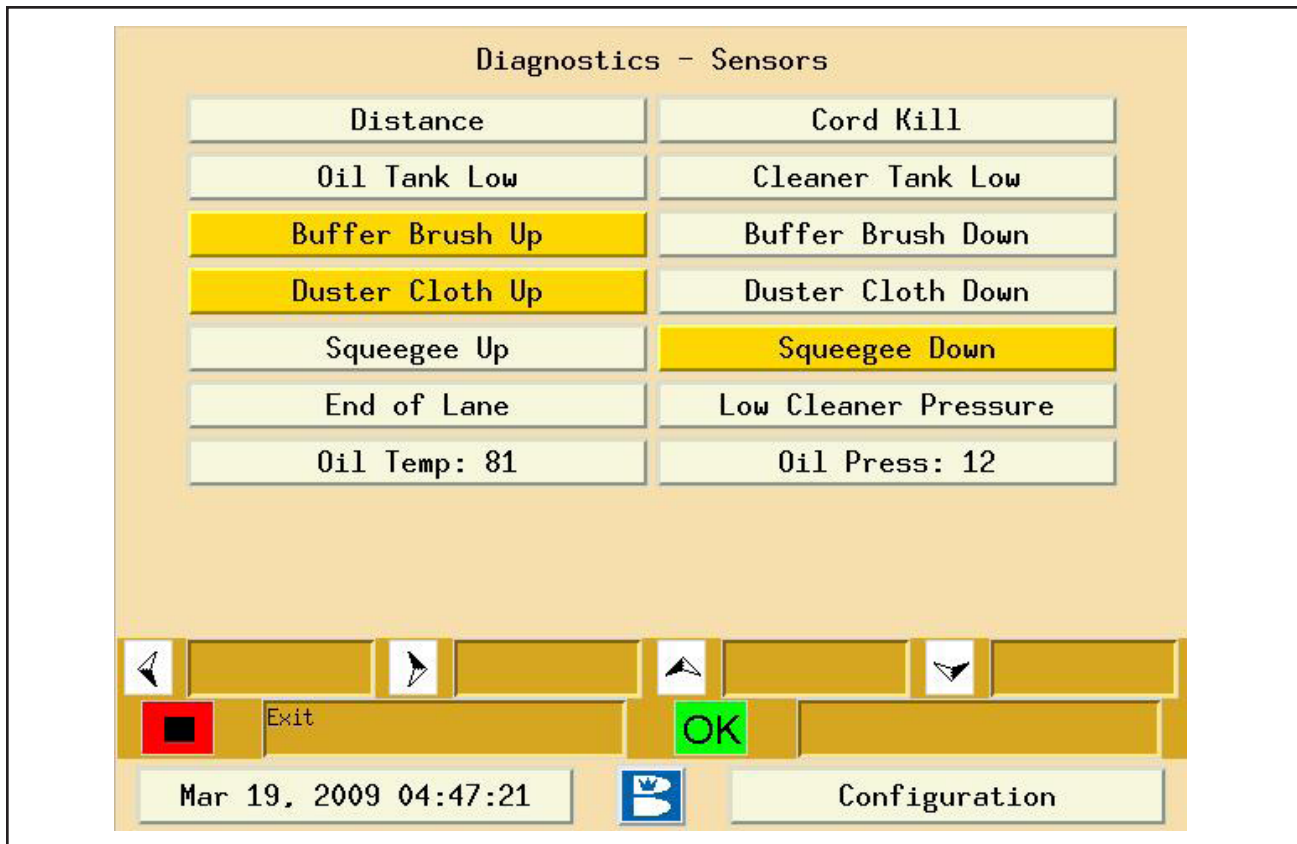 Diagnostics - Sensors
Distance
Cord Kill
Oil Tank Low
Cleaner Tank Low
Buffer Brush Up
Buffer Brush Down
Duster Cloth Up
Duster Cloth Down
Squeegee Up
Squeegee Down
End of Lane
Low Cleaner Pressure
Oil Temp: 81
Oil Press: 12
Exit
OK
Mar 19, 2009 04:47:21
B
Configuration